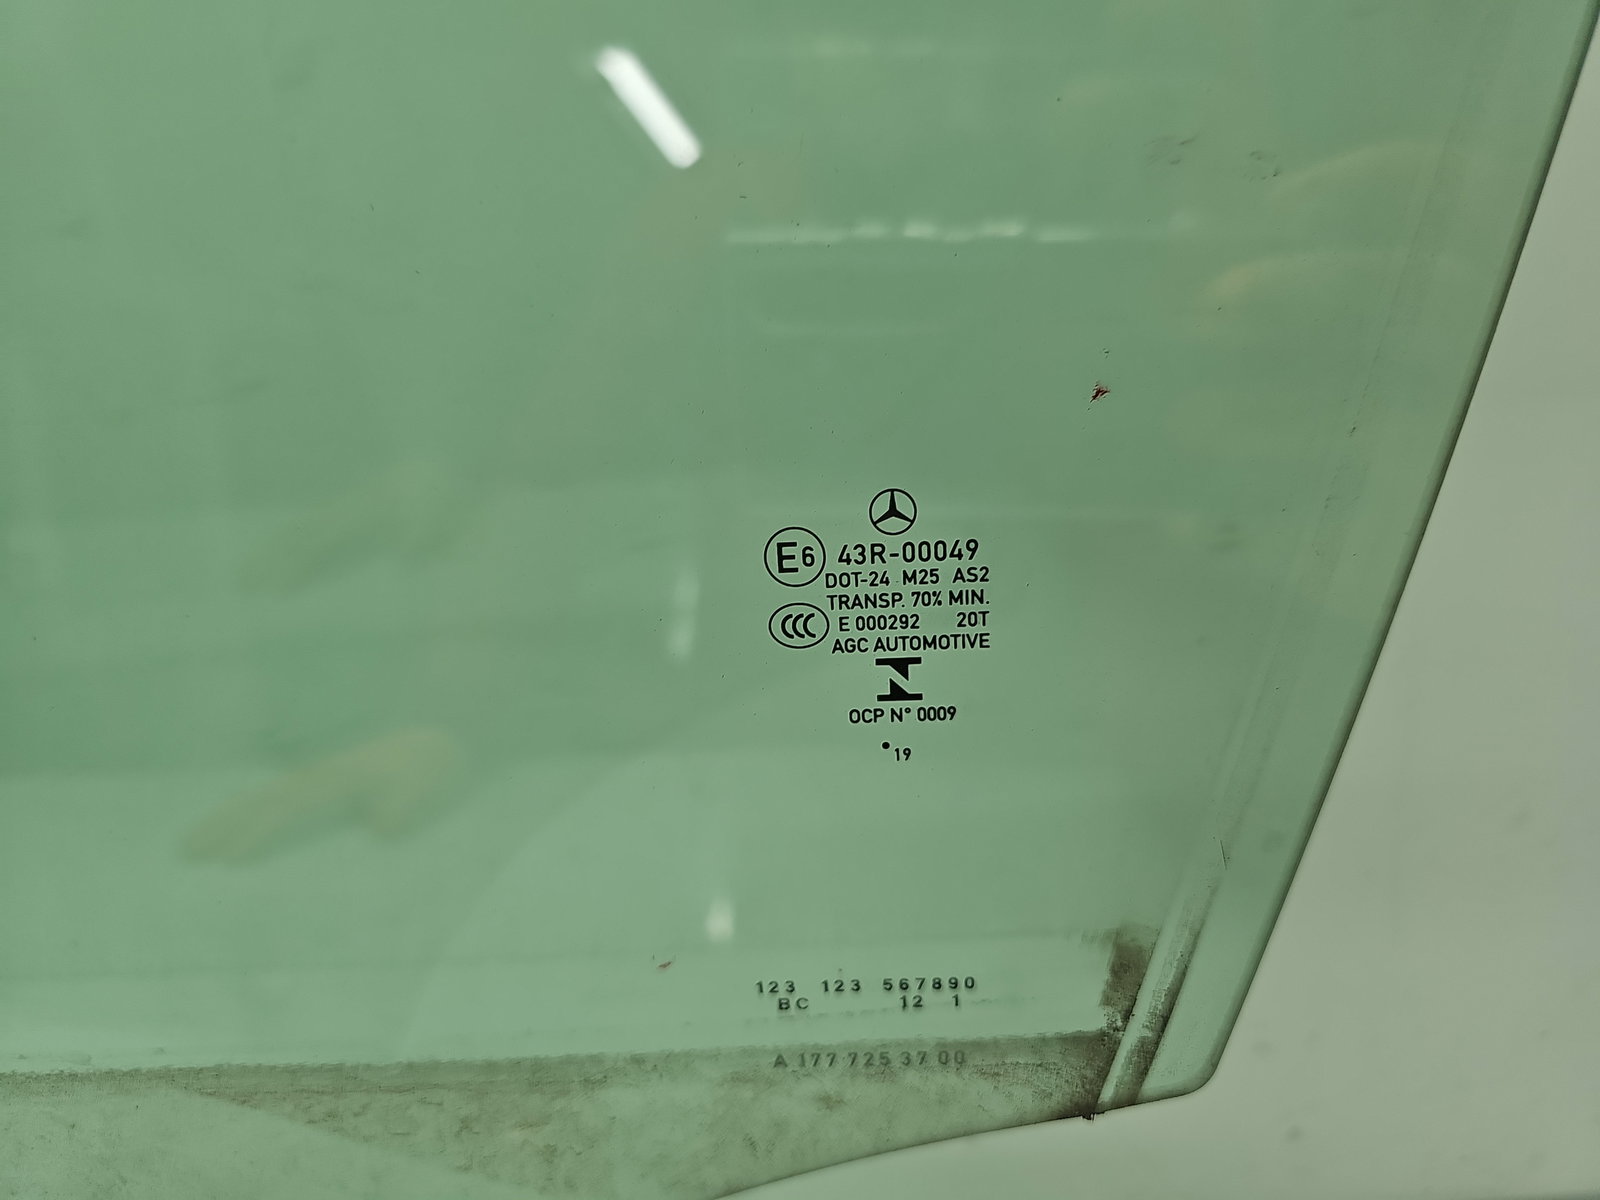 E6 43R-00049
DOT-24 M25 AS2
TRANSP. 70% MIN.
CCC E 000292 20T
AGC AUTOMOTIVE
OCP N° 0009
• 19
123 123 567890
BC 12 1
A 177 725 37 00